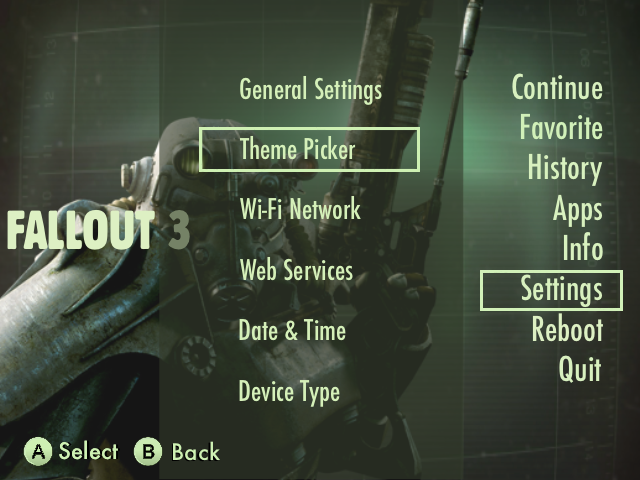 General Settings
Theme Picker
Wi-Fi Network
Web Services
Date & Time
Device Type
Continue
Favorite
History
Apps
Info
Settings
Reboot
Quit
FALLOUT 3
A Select B Back